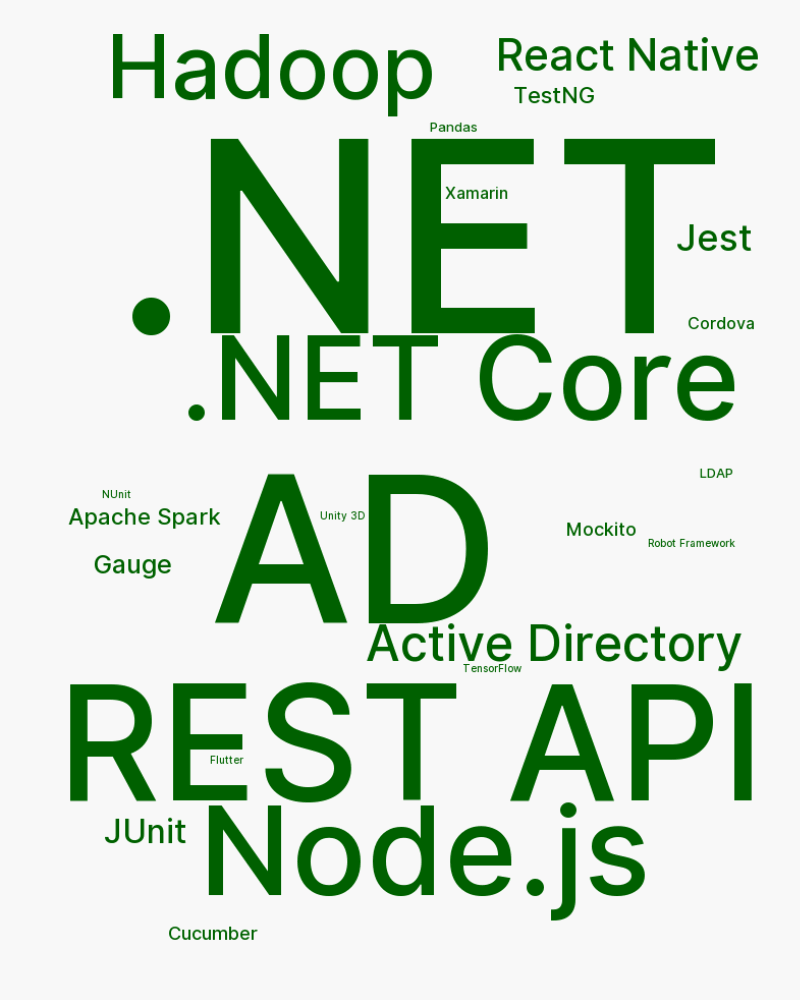 Hadoop
React Native
TestNG
Pandas
.NET
Xamarin
Jest
Cordova
.NET Core
LDAP
AD
NUnit
Apache Spark
Unity 3D
Mockito
Robot Framework
Gauge
Active Directory
TensorFlow
REST API
Flutter
JUnit
Node.js
Cucumber